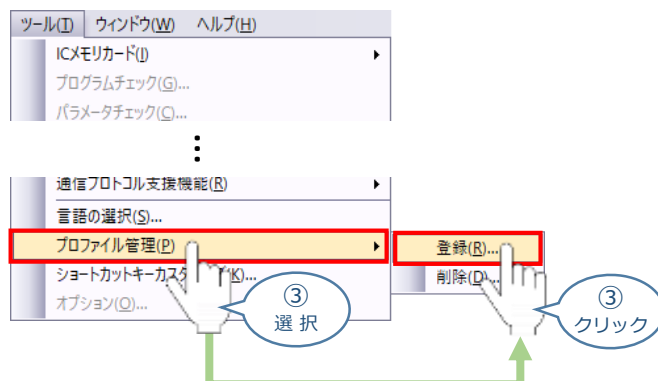 ツール(T) ウィンドウ(W) ヘルプ(H)
ICメモリカード(I)
プログラムチェック(G)...
パラメータチェック(C)...
通信プロトコル支援機能(R)
言語の選択(S)...
プロファイル管理(P)
登録(R)...
ショートカットキーカスタ (K)...
削除(D)...
オプション(O)...
③
選 択
③
クリック